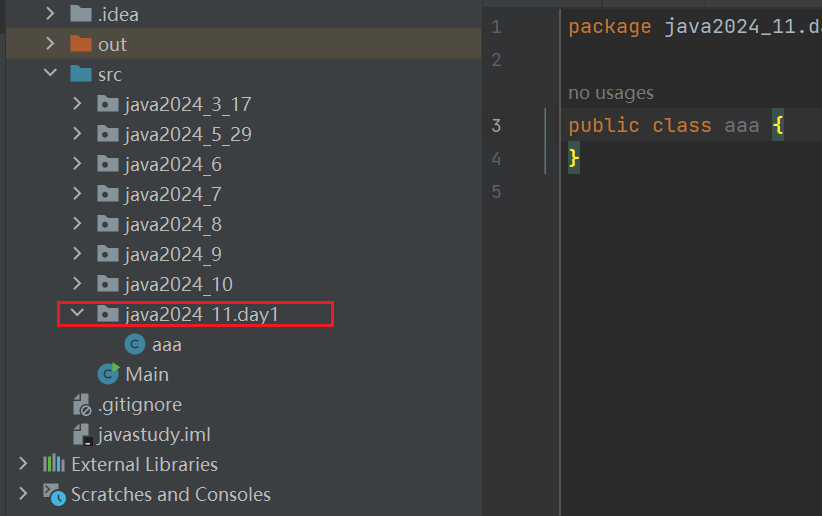 .idea
out
src
java2024_3_17
java2024_5_29
java2024_6
java2024_7
java2024_8
java2024_9
java2024_10
java2024_11.day1
aaa
Main
.gitignore
javastudy.iml
External Libraries
Scratches and Consoles
1 package java2024_11.da
2
no usages
3 public class aaa {
4 }
5